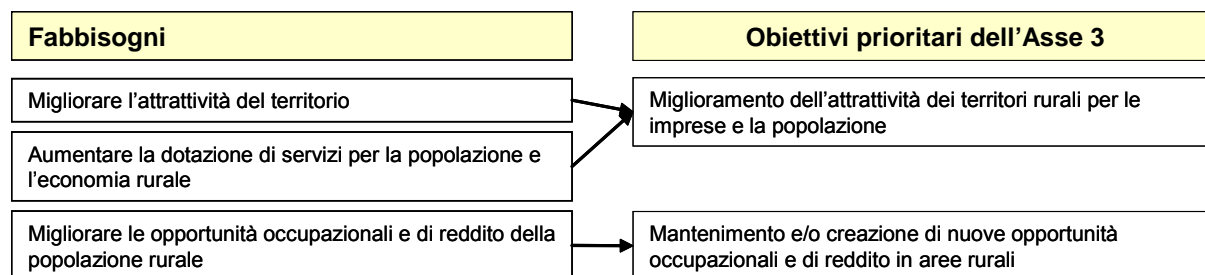 Fabbisogni
Obiettivi prioritari dell'Asse 3
Migliorare l'attrattività del territorio
Miglioramento dell'attrattività dei territori rurali per le
imprese e la popolazione
Aumentare la dotazione di servizi per la popolazione e
l'economia rurale
Migliorare le opportunità occupazionali e di reddito della
popolazione rurale
Mantenimento e/o creazione di nuove opportunità
occupazionali e di reddito in aree rurali